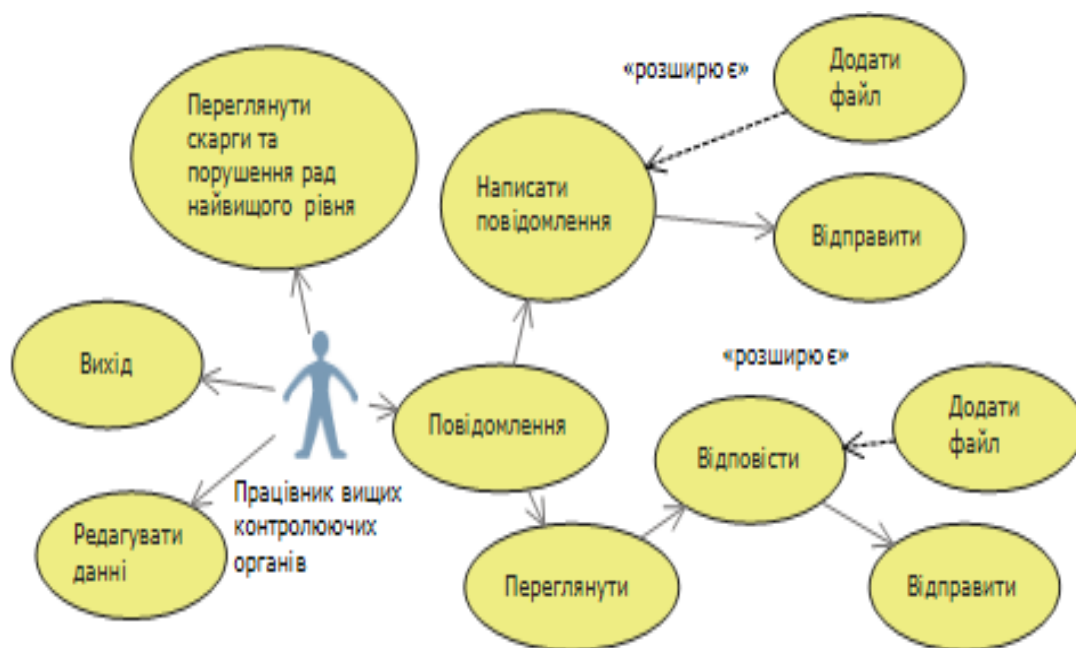 Переглянути
скарги та
порушення рад
найвищого рівня
«розширює»
Додати
файл
Написати
повідомлення
Відправити
Вихід
Повідомлення
«розширює»
Додати
файл
Відповісти
Працівник вищих
контролюючих
органів
Редагувати
данні
Переглянути
Відправити